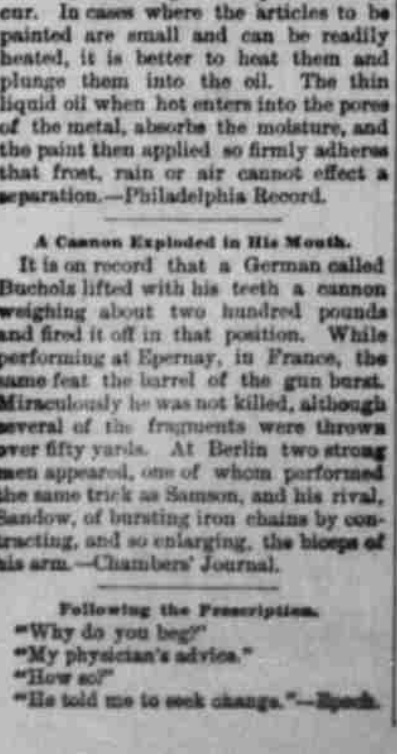 cur. In cases where the articles to be
painted are small and can be readily
heated, it is better to heat them and
plunge them into the oil. The thin
liquid oil when hot enters into the pores
of the metal, absorbs the moisture, and
the paint then applied so firmly adheres
that frost, rain or air cannot effect a
separation.—Philadelphia Record.
A Cannon Exploded in His Mouth.
It is on record that a German called
Buchols lifted with his teeth a cannon
weighing about two hundred pounds
and fired it off in that position. While
performing at Epernay, in France, the
same feat the barrel of the gun burst.
Miraculously he was not killed, although
several of the fragments were thrown
over fifty yards. At Berlin two strong
men appeared, one of whom performed
the same trick as Samson, and his rival,
Sandow, of bursting iron chains by con-
tracting, and so enlarging, the biceps of
his arm.—Chambers' Journal.
Following the Prescription.
"Why do you beg?"
"My physician's advice."
"How so?"
"He told me to seek change."—Epoch.